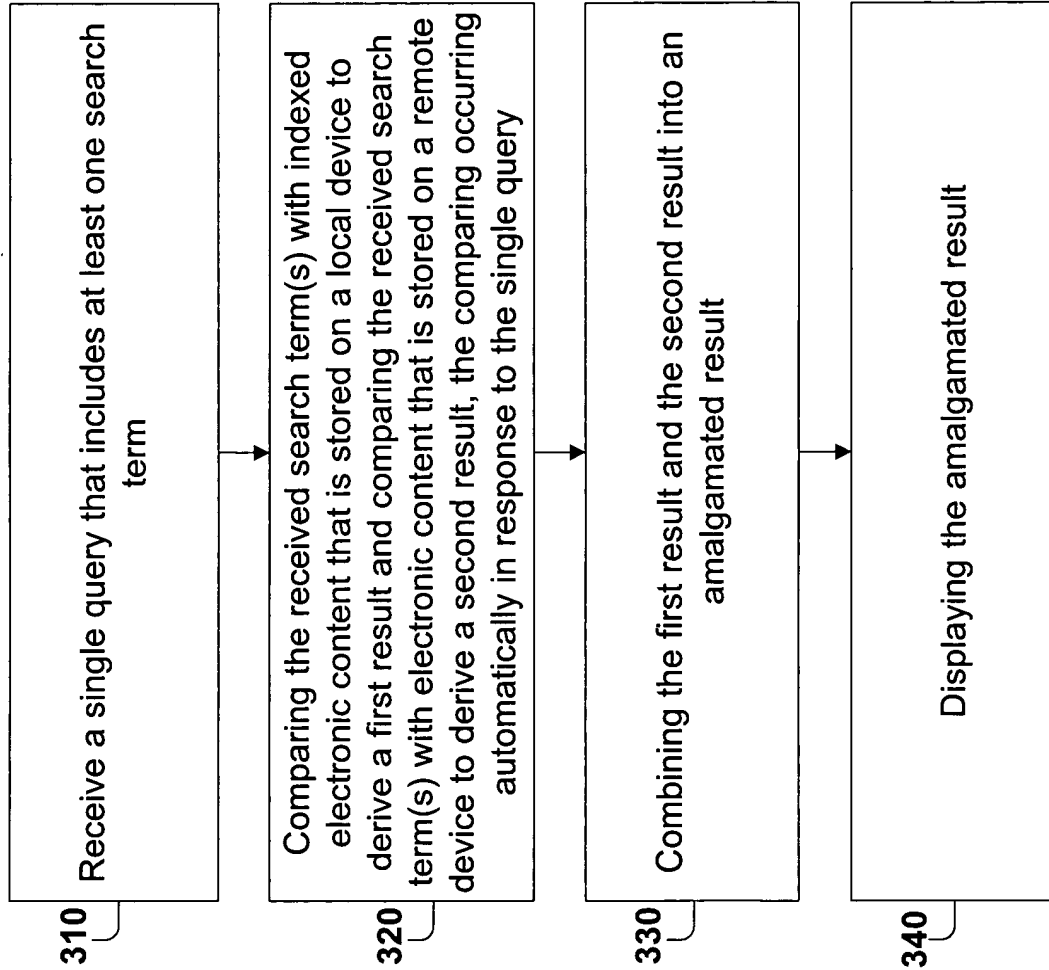 310
Receive a single query that includes at least one search
term
320
Comparing the received search term(s) with indexed
electronic content that is stored on a local device to
derive a first result and comparing the received search
term(s) with electronic content that is stored on a remote
device to derive a second result, the comparing occurring
automatically in response to the single query
330
Combining the first result and the second result into an
amalgamated result
340
Displaying the amalgamated result